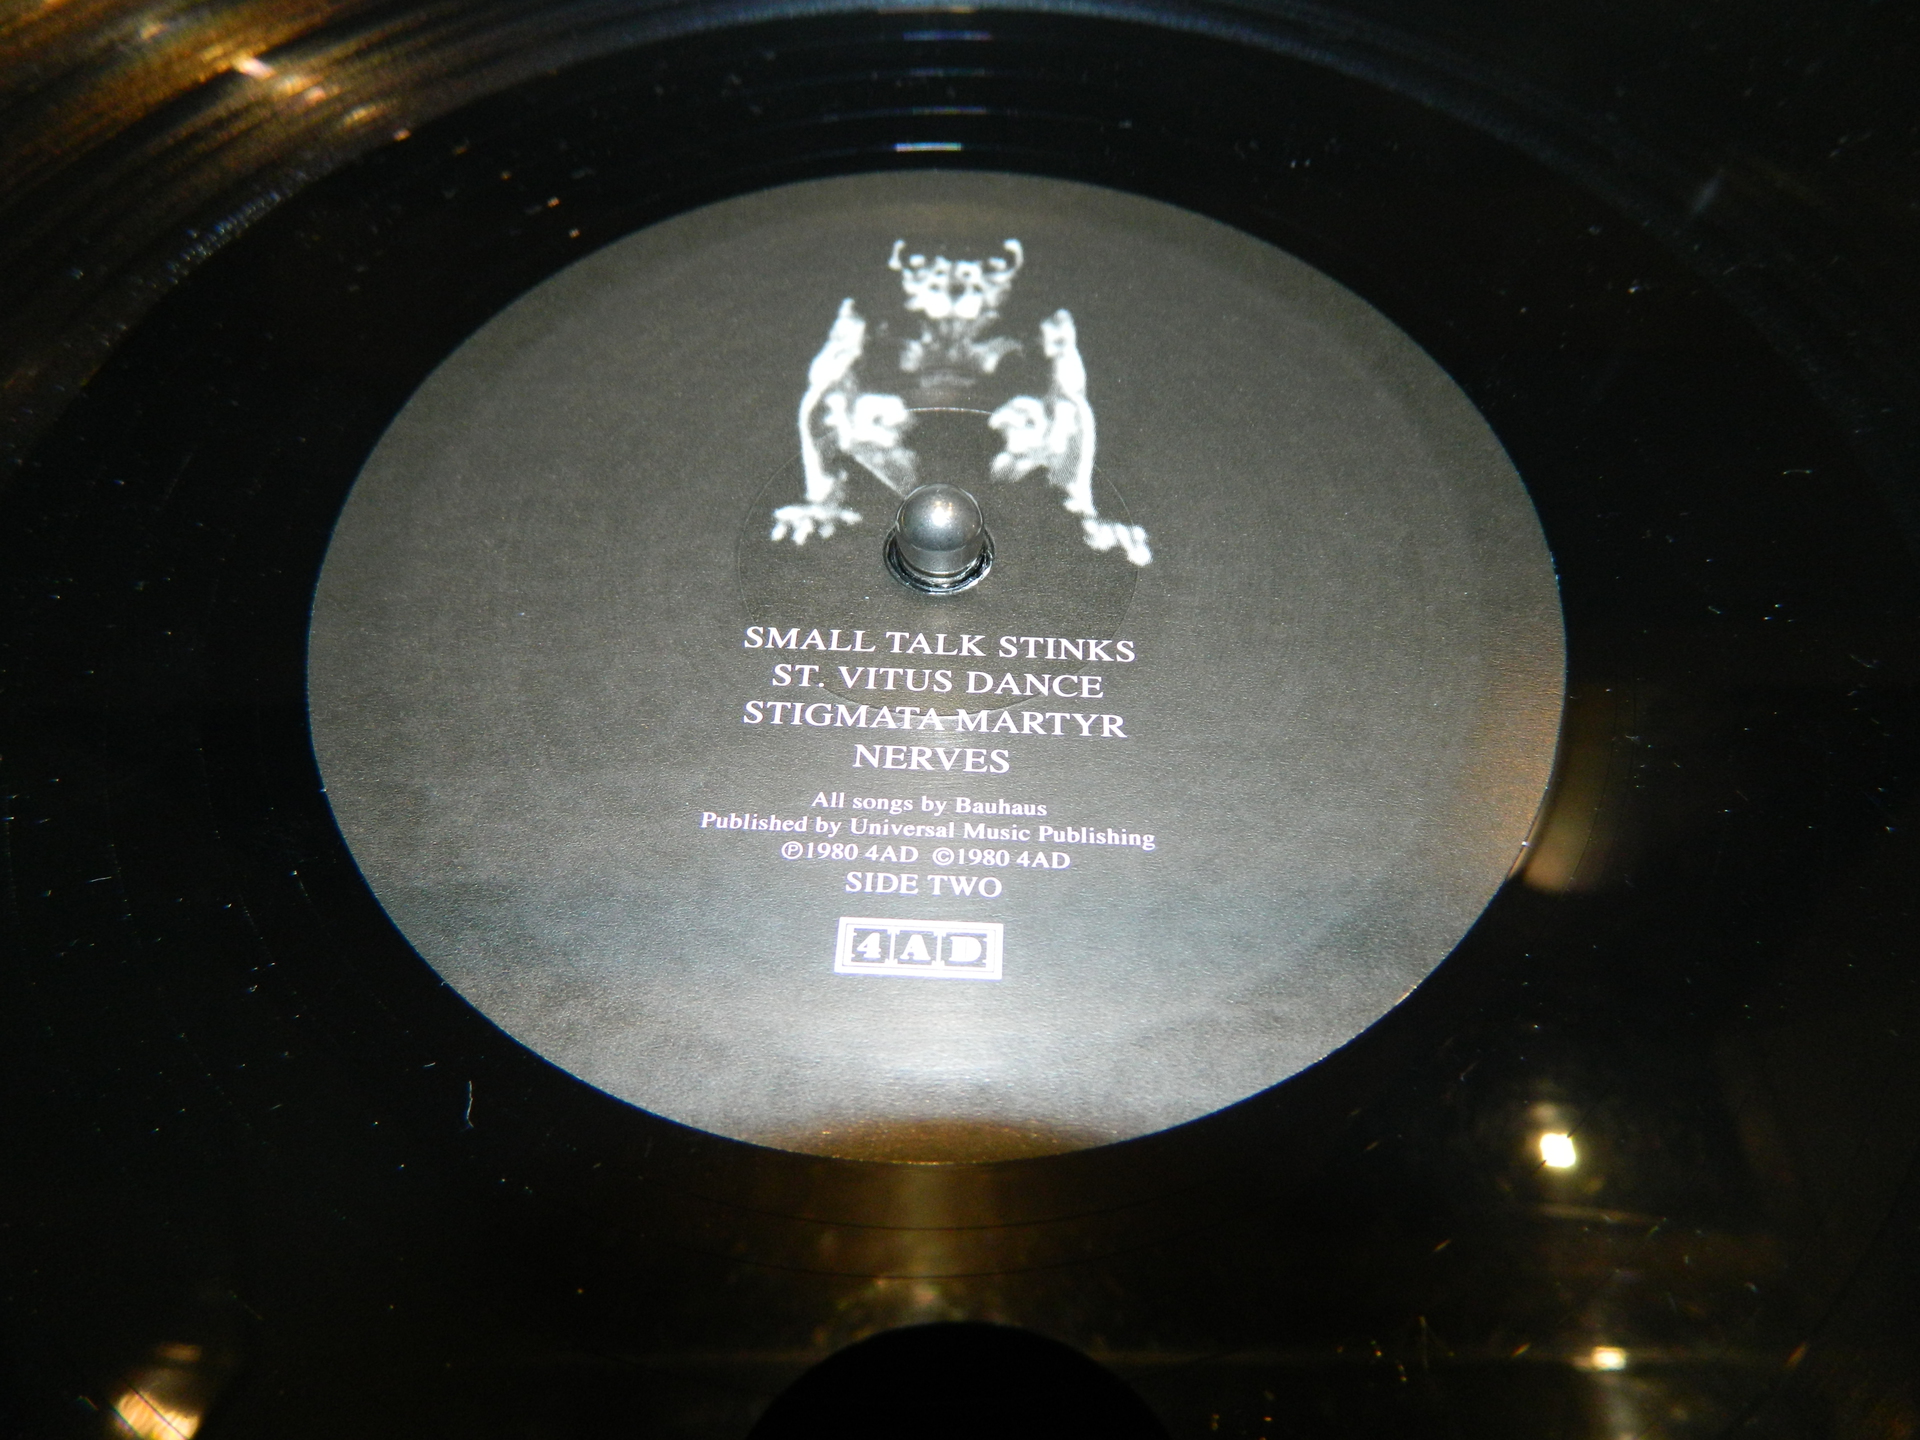 SMALL TALK STINKS
ST. VITUS DANCE
STIGMATA MARTYR
NERVES
All songs by Bauhaus
Published by Universal Music Publishing
℗1980 4AD ©1980 4AD
SIDE TWO
4AD